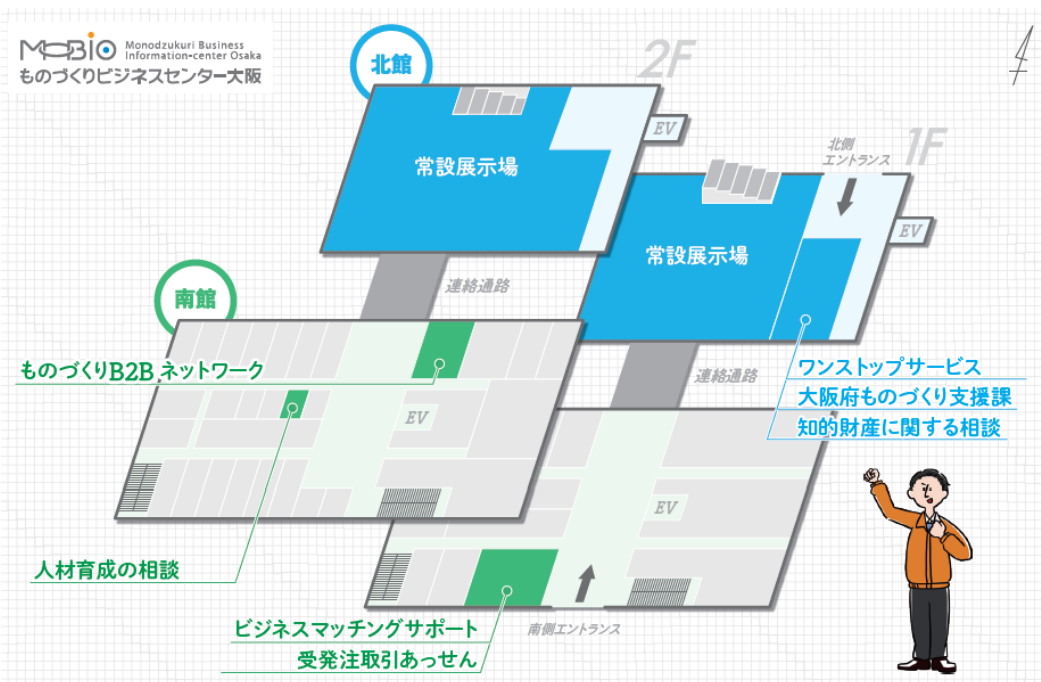 MOBIO Monodzukuri Business
Information-center Osaka
ものづくりビジネスセンター大阪
北館
2F
EV
常設展示場
北側
エントランス
1F
EV
常設展示場
連絡通路
南館
ものづくりB2Bネットワーク
ワンストップサービス
大阪府ものづくり支援課
知的財産に関する相談
連絡通路
EV
EV
人材育成の相談
ビジネスマッチングサポート
受発注取引あっせん
南側エントランス